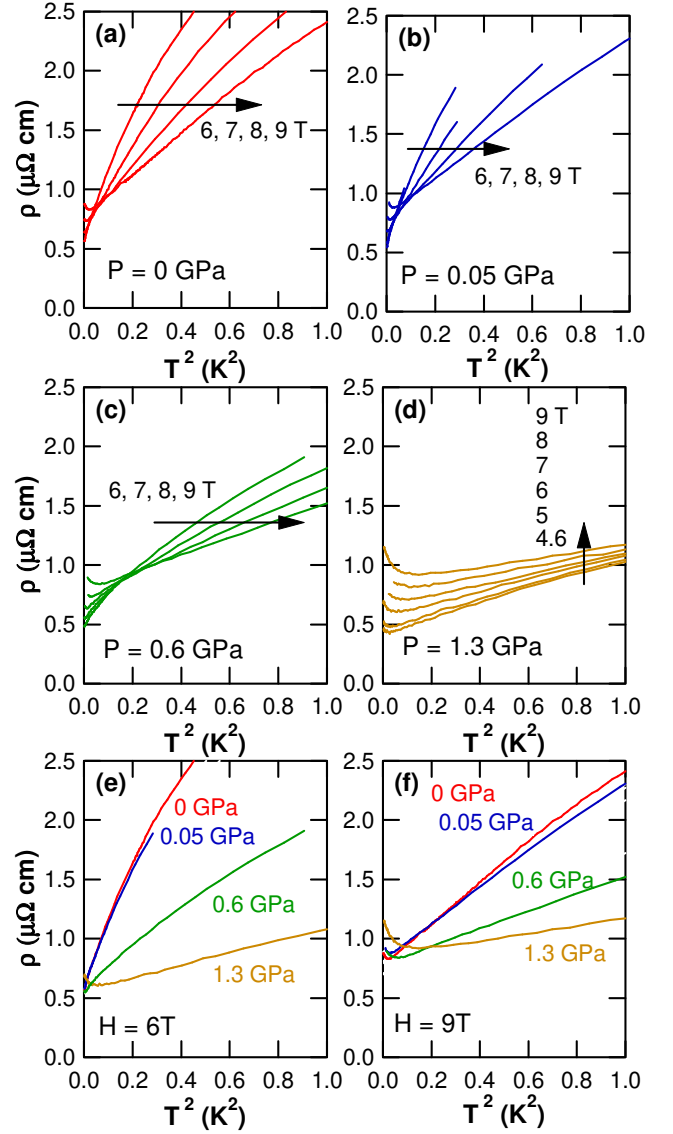 (a)
2.5
2.0
1.5
1.0
0.5
0.0
ρ (μΩ cm)
6, 7, 8, 9 T
P = 0 GPa
0.0 0.2 0.4 0.6 0.8 1.0
T² (K²)
(b)
2.5
2.0
1.5
1.0
0.5
0.0
6, 7, 8, 9 T
P = 0.05 GPa
0.0 0.2 0.4 0.6 0.8 1.0
T² (K²)
(c)
2.5
2.0
1.5
1.0
0.5
0.0
ρ (μΩ cm)
6, 7, 8, 9 T
P = 0.6 GPa
0.0 0.2 0.4 0.6 0.8 1.0
T² (K²)
(d)
2.5
2.0
1.5
1.0
0.5
0.0
9 T
8
7
6
5
4.6
P = 1.3 GPa
0.0 0.2 0.4 0.6 0.8 1.0
T² (K²)
(e)
2.5
2.0
1.5
1.0
0.5
0.0
ρ (μΩ cm)
0 GPa
0.05 GPa
0.6 GPa
1.3 GPa
H = 6T
0.0 0.2 0.4 0.6 0.8 1.0
T² (K²)
(f)
2.5
2.0
1.5
1.0
0.5
0.0
0 GPa
0.05 GPa
0.6 GPa
1.3 GPa
H = 9T
0.0 0.2 0.4 0.6 0.8 1.0
T² (K²)